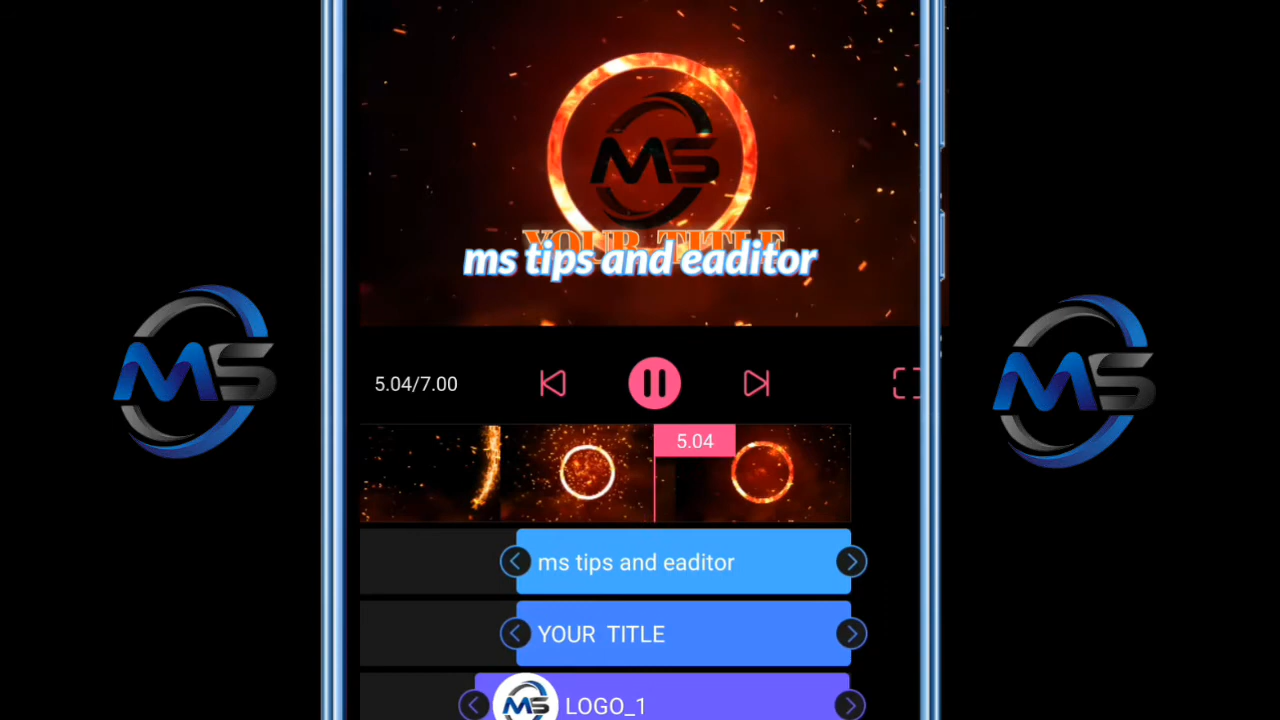 MS
YOUR TITLE
ms tips and eaditor
5.04/7.00
5.04
MS
MS
ms tips and eaditor
YOUR TITLE
MS
LOGO_1